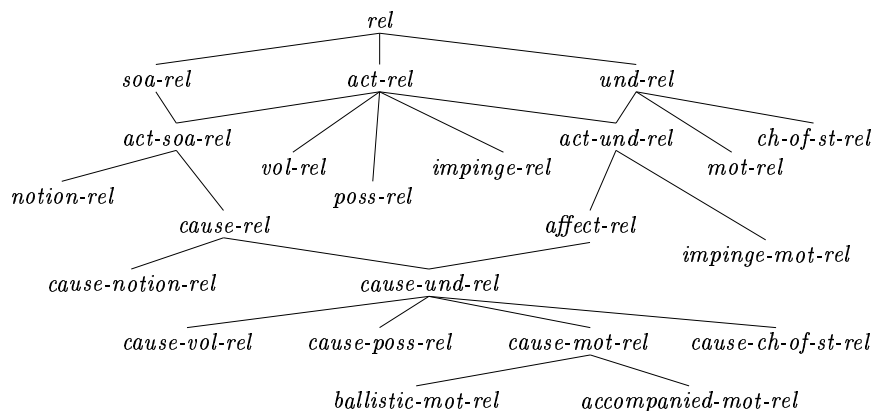 rel
soa-rel act-rel und-rel
act-soa-rel vol-rel poss-rel impinge-rel act-und-rel mot-rel ch-of-st-rel
notion-rel
cause-rel affect-rel
impinge-mot-rel
cause-notion-rel cause-und-rel
cause-vol-rel cause-poss-rel cause-mot-rel cause-ch-of-st-rel
ballistic-mot-rel accompanied-mot-rel